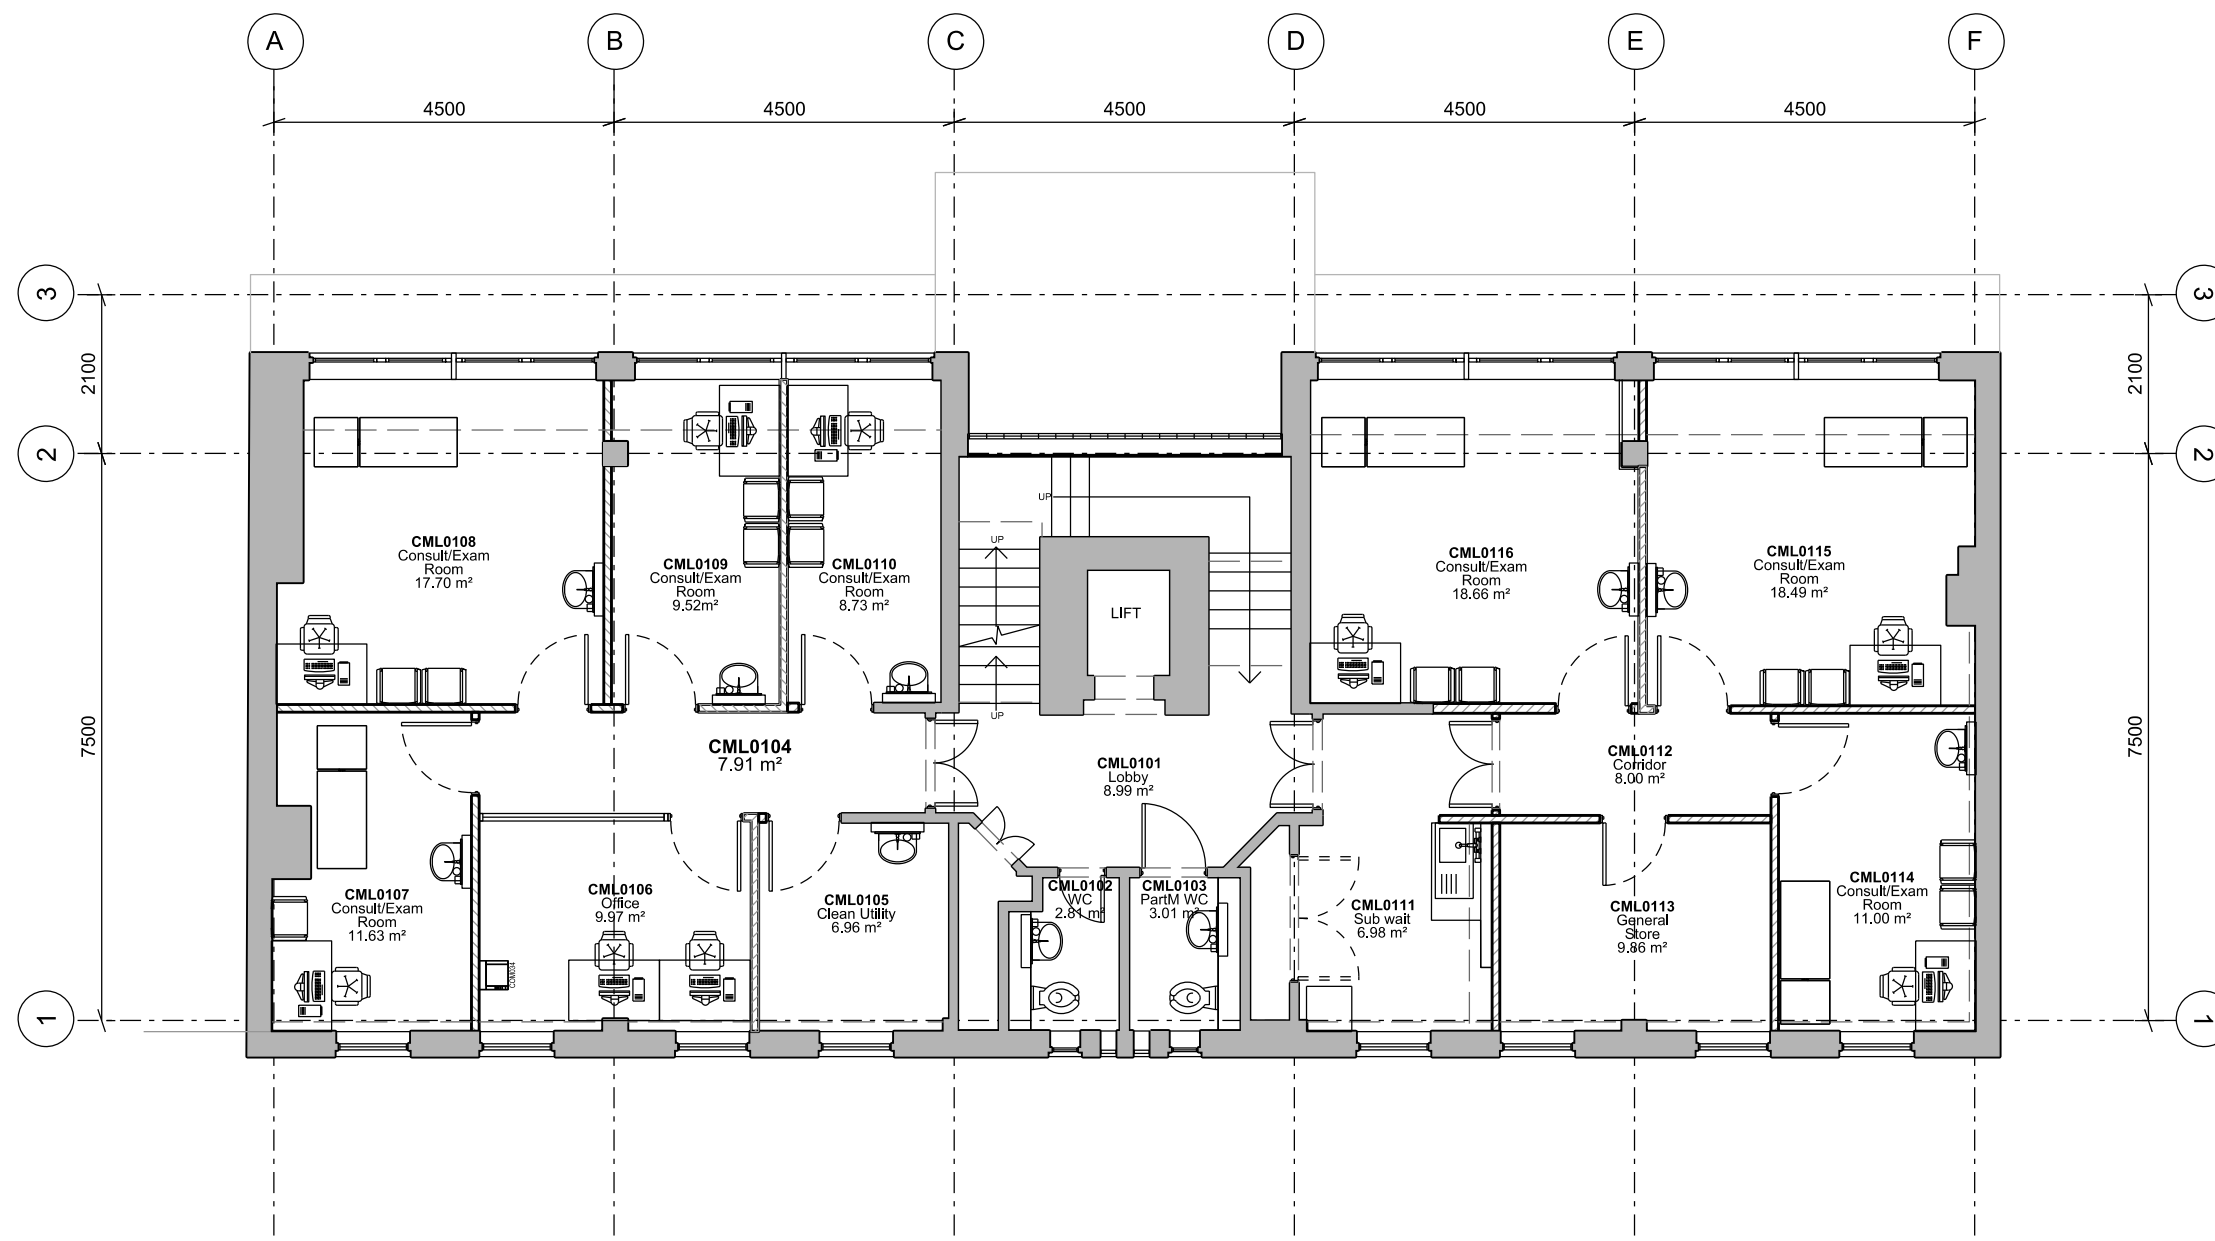 A
B
C
D
E
F
4500
4500
4500
4500
4500
3
3
2100
2100
2
2
UP
UP
CML0108
Consult/Exam
Room
17.70 m²
CML0109
Consult/Exam
Room
9.52m²
CML0110
Consult/Exam
Room
8.73 m²
LIFT
CML0116
Consult/Exam
Room
18.66 m²
CML0115
Consult/Exam
Room
18.49 m²
UP
7500
7500
CML0104
7.91 m²
CML0101
Lobby
8.99 m²
CML0112
Corridor
8.00 m²
CML0107
Consult/Exam
Room
11.63 m²
CML0106
Office
9.97 m²
CML0105
Clean Utility
6.96 m²
CML0102
WC
2.81 m²
CML0103
PartM WC
3.01 m²
CML0111
Sub wait
6.98 m²
CML0113
General
Store
9.86 m²
CML0114
Consult/Exam
Room
11.00 m²
COM034
1
1